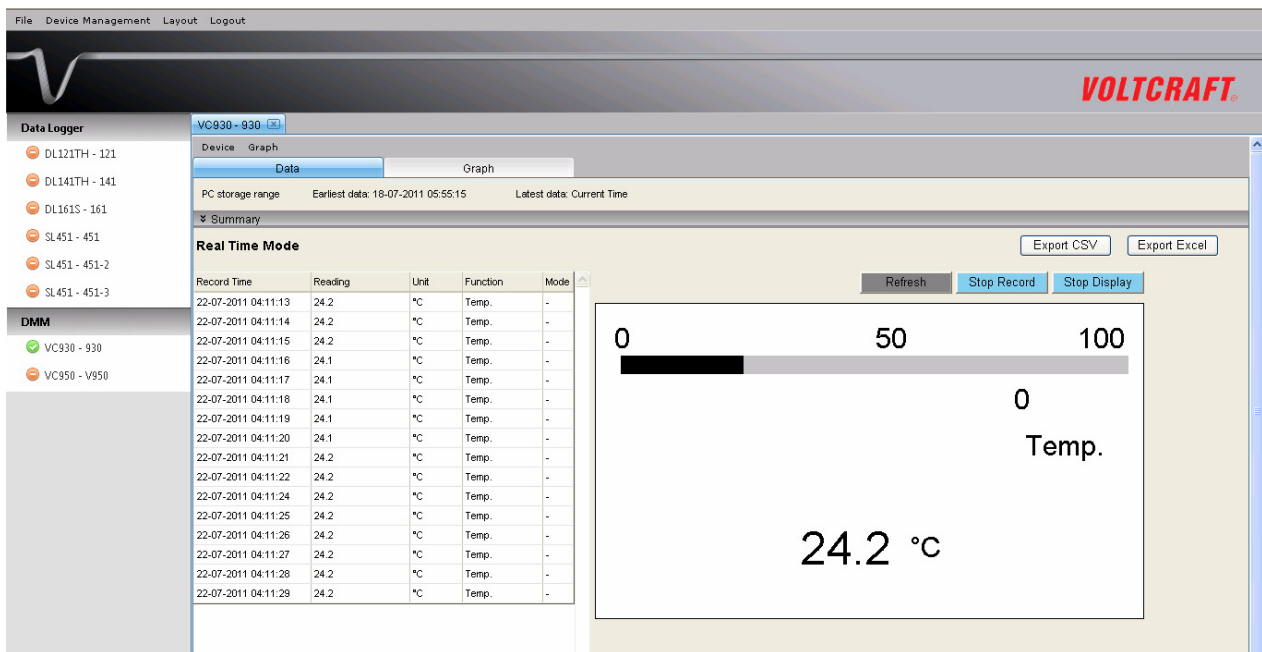 File Device Management Layout Logout
VOLTCRAFT®
Data Logger
DL121TH - 121
DL141TH - 141
DL161S - 161
SL451 - 451
SL451 - 451-2
SL451 - 451-3
DMM
VC930 - 930
VC950 - V950
VC930 - 930
Device Graph
Data Graph
PC storage range Earliest data: 18-07-2011 05:55:15 Latest data: Current Time
Summary
Real Time Mode Export CSV Export Excel
Refresh Stop Record Stop Display
Record Time Reading Unit Function Mode
22-07-2011 04:11:13 24.2 °C Temp. -
22-07-2011 04:11:14 24.2 °C Temp. -
22-07-2011 04:11:15 24.2 °C Temp. -
22-07-2011 04:11:16 24.1 °C Temp. -
22-07-2011 04:11:17 24.1 °C Temp. -
22-07-2011 04:11:18 24.1 °C Temp. -
22-07-2011 04:11:19 24.1 °C Temp. -
22-07-2011 04:11:20 24.1 °C Temp. -
22-07-2011 04:11:21 24.2 °C Temp. -
22-07-2011 04:11:22 24.2 °C Temp. -
22-07-2011 04:11:24 24.2 °C Temp. -
22-07-2011 04:11:25 24.2 °C Temp. -
22-07-2011 04:11:26 24.2 °C Temp. -
22-07-2011 04:11:27 24.2 °C Temp. -
22-07-2011 04:11:28 24.2 °C Temp. -
22-07-2011 04:11:29 24.2 °C Temp. -
0 50 100
0
Temp.
24.2 °C